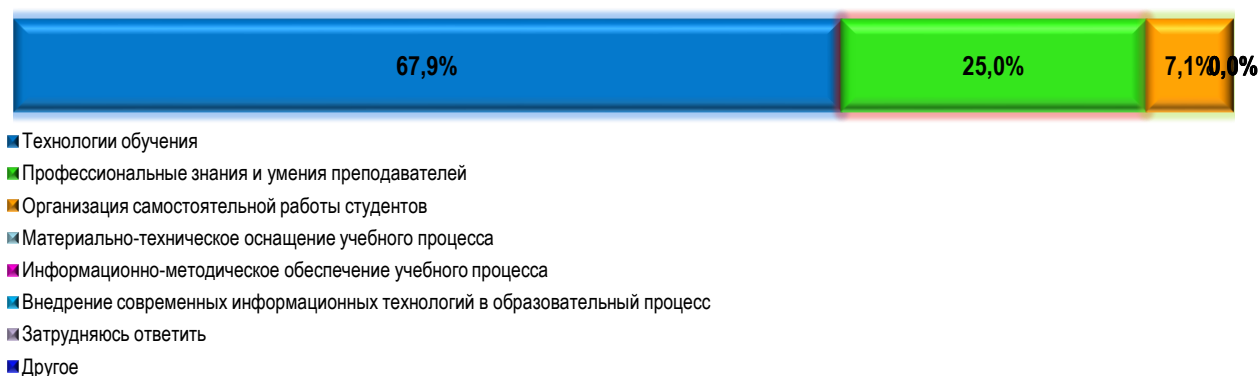 67,9% 25,0% 7,1% 0,0%
Технологии обучения
Профессиональные знания и умения преподавателей
Организация самостоятельной работы студентов
Материально-техническое оснащение учебного процесса
Информационно-методическое обеспечение учебного процесса
Внедрение современных информационных технологий в образовательный процесс
Затрудняюсь ответить
Другое